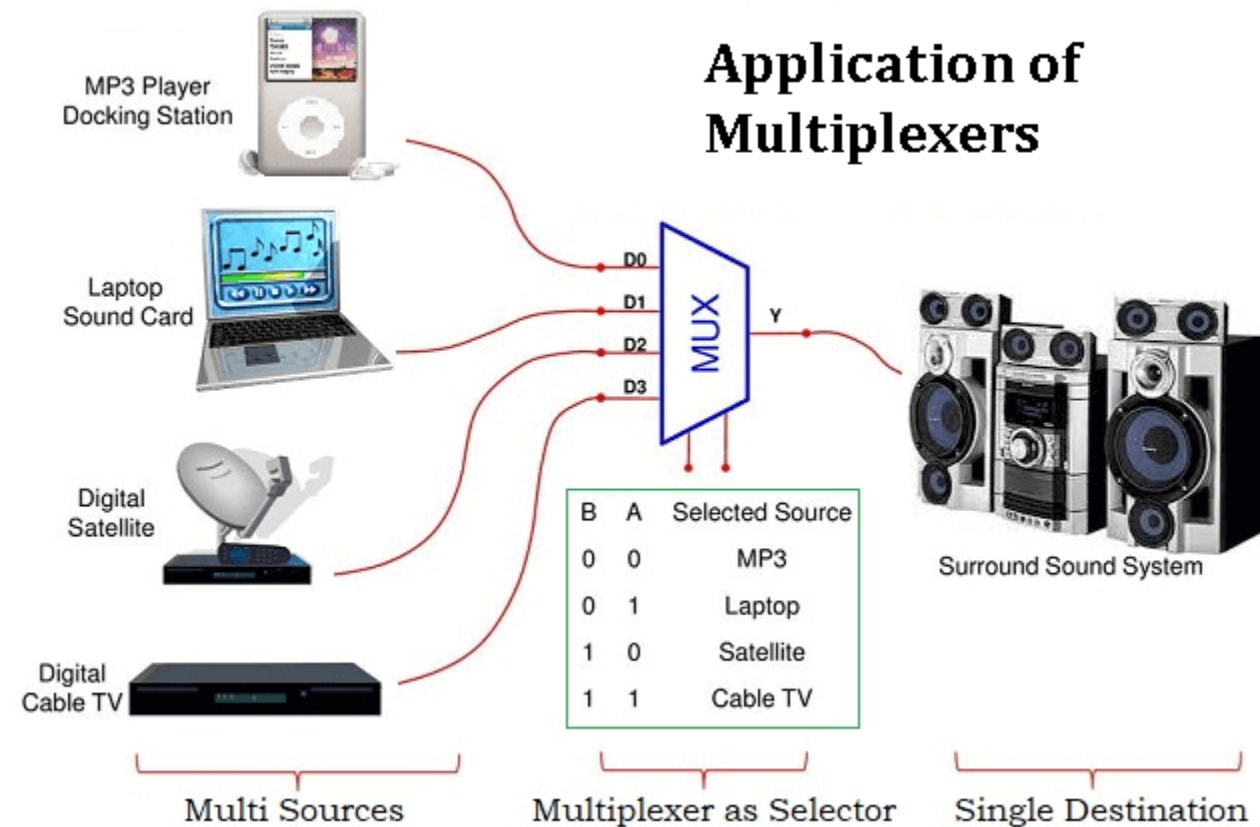 Application of
Multiplexers
MP3 Player
Docking Station
Laptop
Sound Card
Digital
Satellite
Digital
Cable TV
D0
D1
D2
D3
MUX
Y
B A Selected Source
0 0 MP3
0 1 Laptop
1 0 Satellite
1 1 Cable TV
Surround Sound System
Multi Sources
Multiplexer as Selector
Single Destination